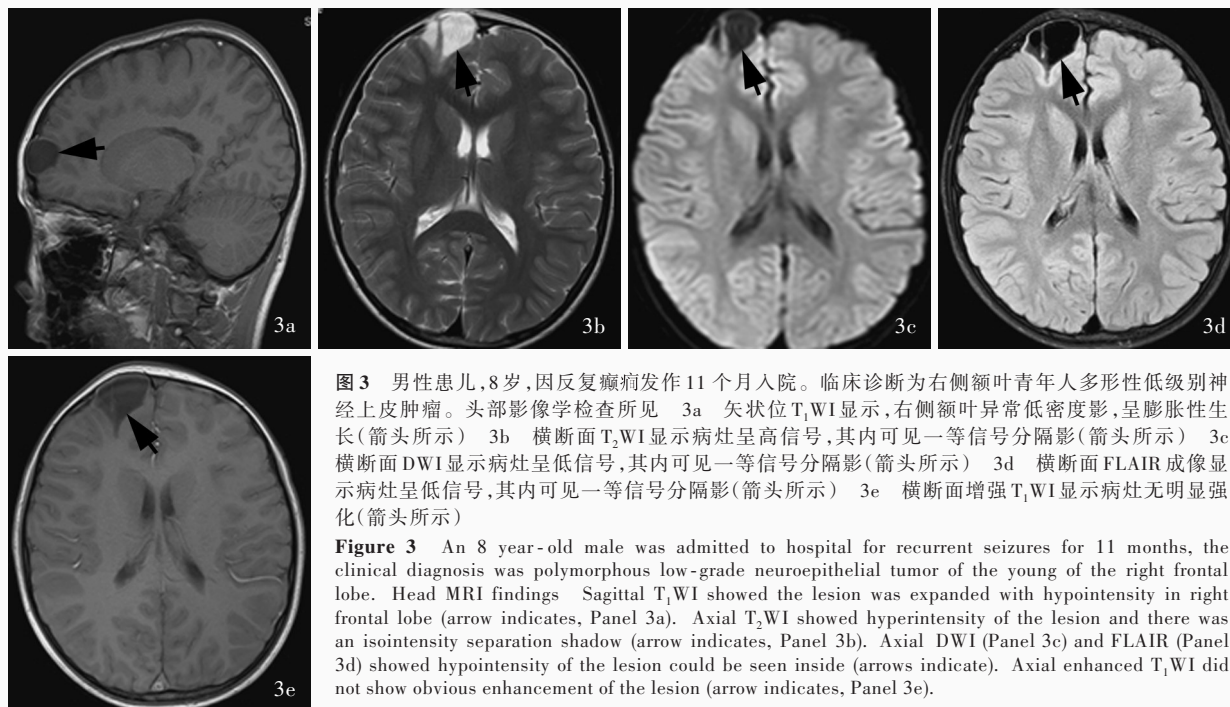 3a
3b
3c
3d
3e
图3 男性患儿,8岁,因反复癫痫发作11个月入院。临床诊断为右侧额叶青年人多形性低级别神
经上皮肿瘤。头部影像学检查所见 3a 矢状位T₁WI显示,右侧额叶异常低密度影,呈膨胀性生
长(箭头所示) 3b 横断面T₂WI显示病灶呈高信号,其内可见一等信号分隔影(箭头所示) 3c
横断面DWI显示病灶呈低信号,其内可见一等信号分隔影(箭头所示) 3d 横断面FLAIR成像显
示病灶呈低信号,其内可见一等信号分隔影(箭头所示) 3e 横断面增强T₁WI显示病灶无明显强
化(箭头所示)
Figure 3 An 8 year-old male was admitted to hospital for recurrent seizures for 11 months, the
clinical diagnosis was polymorphous low-grade neuroepithelial tumor of the young of the right frontal
lobe. Head MRI findings Sagittal T₁WI showed the lesion was expanded with hypointensity in right
frontal lobe (arrow indicates, Panel 3a). Axial T₂WI showed hyperintensity of the lesion and there was
an isointensity separation shadow (arrow indicates, Panel 3b). Axial DWI (Panel 3c) and FLAIR (Panel
3d) showed hypointensity of the lesion could be seen inside (arrows indicate). Axial enhanced T₁WI did
not show obvious enhancement of the lesion (arrow indicates, Panel 3e).